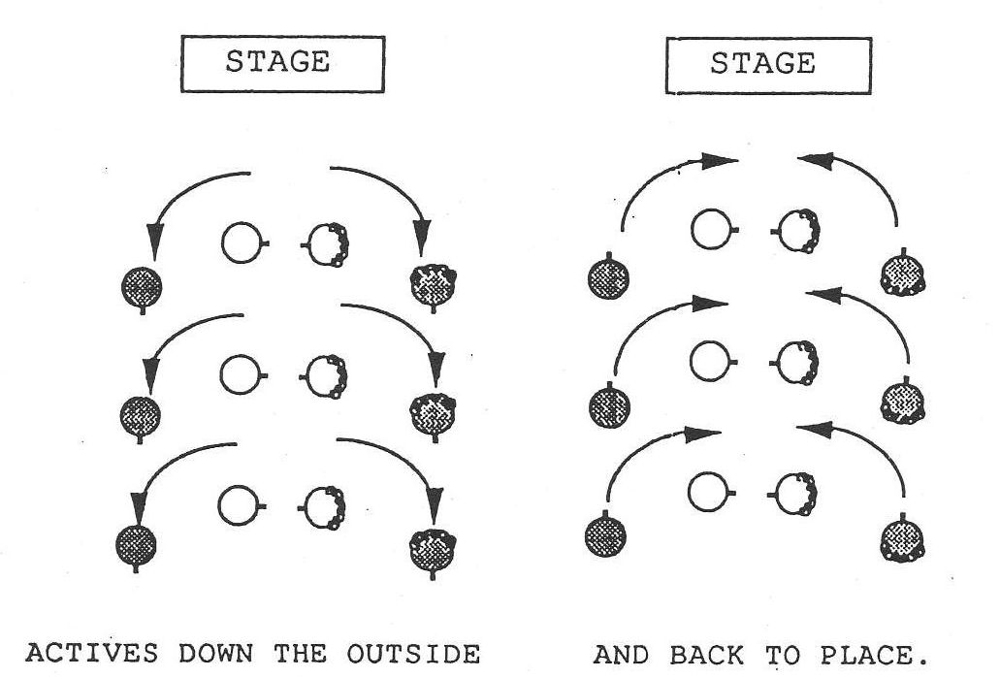 STAGE
STAGE
ACTIVES DOWN THE OUTSIDE
AND BACK TO PLACE.